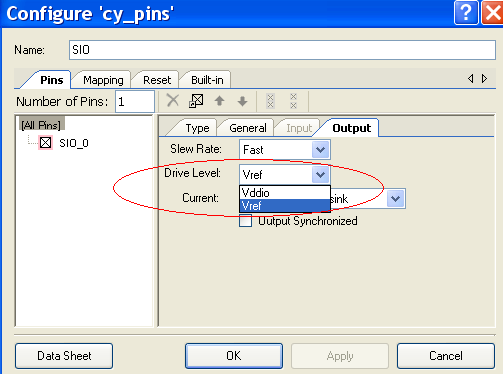 Configure 'cy_pins'
Name: SIO
Pins Mapping Reset Built-in
Number of Pins: 1
[All Pins]
SIO_0
Type General Input Output
Slew Rate: Fast
Drive Level: Vref
Vddio
Vref
Current: sink
Output Synchronized
Data Sheet OK Apply Cancel